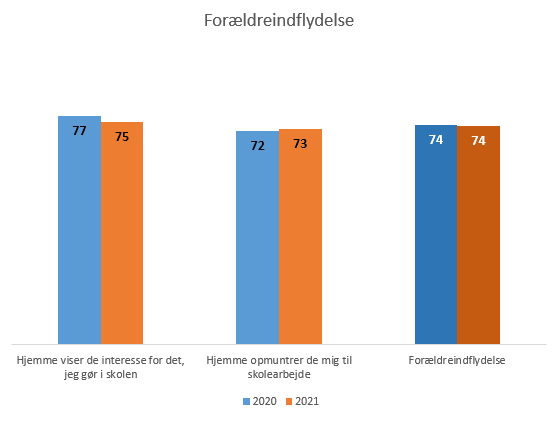 Forældreindflydelse
77
75
72
73
74
74
Hjemme viser de interesse for det,
jeg gør i skolen
Hjemme opmuntrer de mig til
skolearbejde
Forældreindflydelse
2020
2021